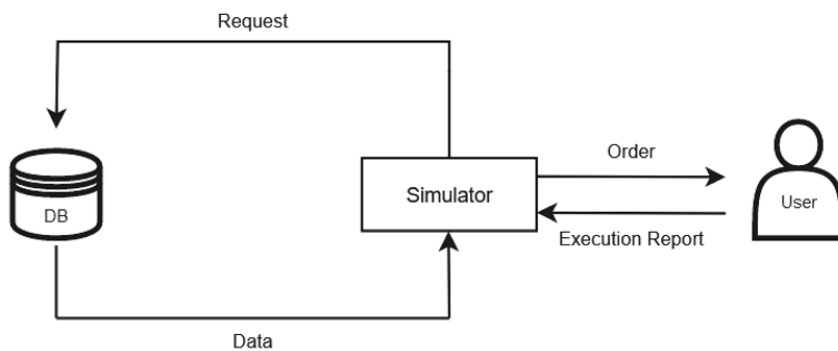 Request
Order
DB
Simulator
User
Execution Report
Data